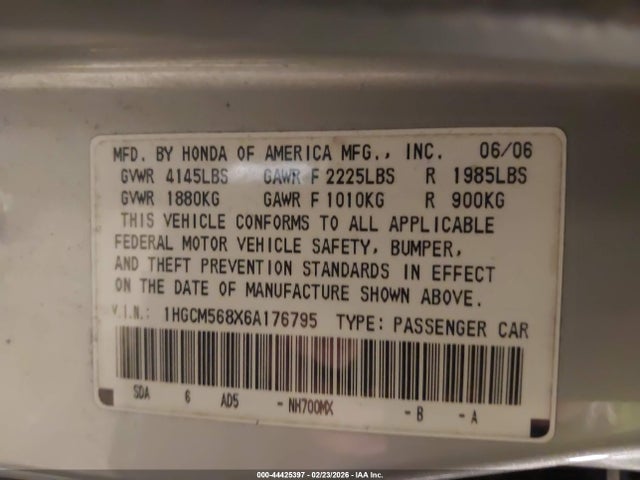 MFD. BY HONDA OF AMERICA MFG., INC. 06/06
GVWR 4145LBS GAWR F 2225LBS R 1985LBS
GVWR 1880KG GAWR F 1010KG R 900KG
THIS VEHICLE CONFORMS TO ALL APPLICABLE
FEDERAL MOTOR VEHICLE SAFETY, BUMPER,
AND THEFT PREVENTION STANDARDS IN EFFECT
ON THE DATE OF MANUFACTURE SHOWN ABOVE.
V.I.N.: 1HGCM568X6A176795 TYPE: PASSENGER CAR
SDA 6 AD5 - NH700MX - B - A
000-44425397 - 02/23/2026 - IAA Inc.